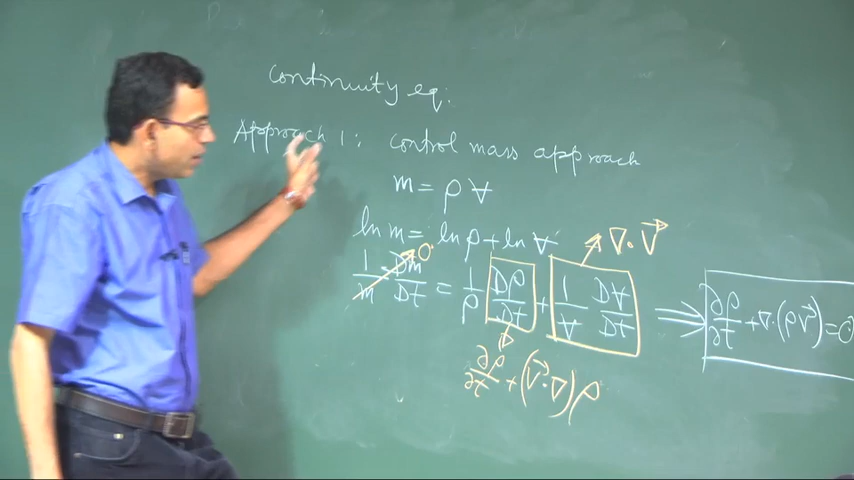 Continuity eq:
Approach 1: control mass approach
m = ρ∀
ln m = ln ρ + ln ∀
1/m Dm/Dt → 0 = 1/ρ Dρ/Dt + 1/∀ D∀/Dt → ∇·V⃗ ⇒ ∂ρ/∂t + ∇·(ρV⃗) = 0
∂ρ/∂t + (V⃗·∇)ρ